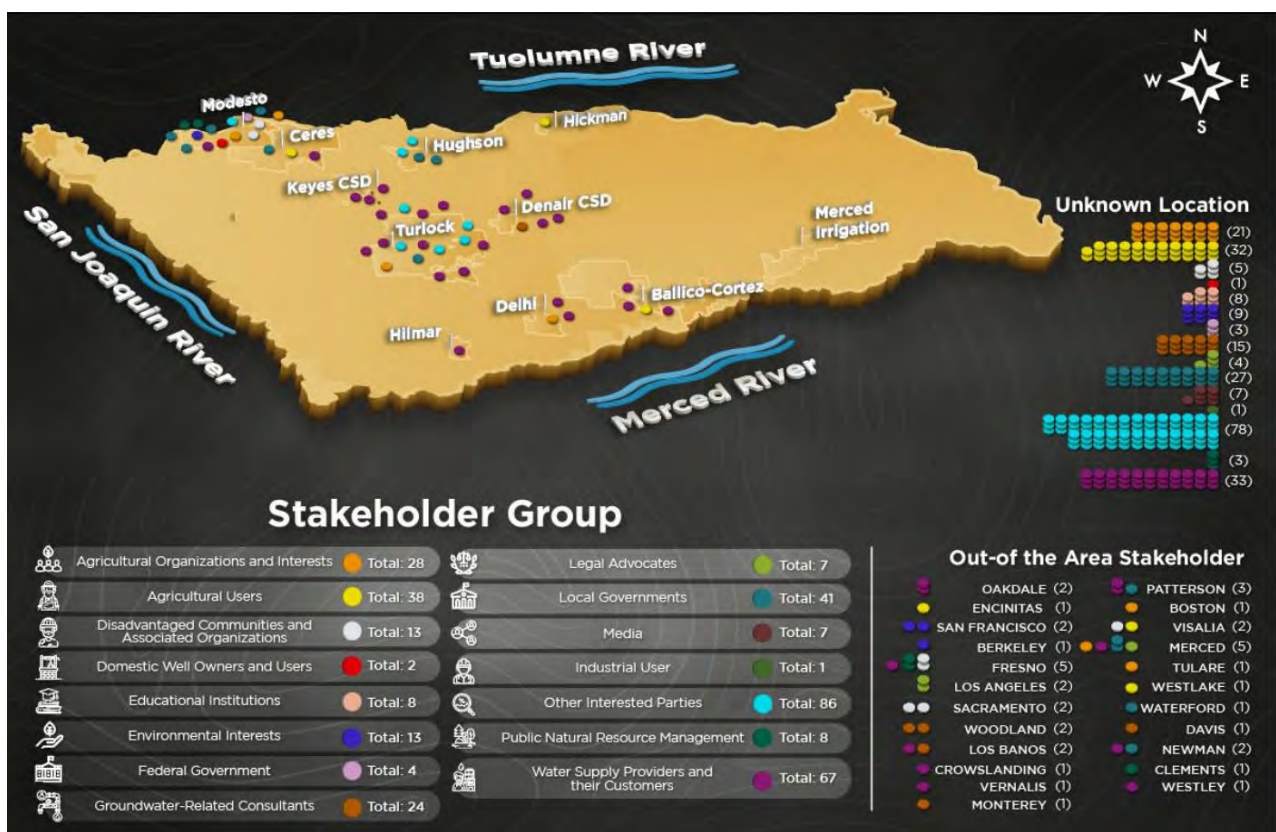 Tuolumne River
N
W E
S
Modesto
Ceres
Hughson
Hickman
Keyes CSD
Denair CSD
Turlock
Merced
Irrigation
San Joaquin River
Delhi
Ballico-Cortez
Hilmar
Merced River
Unknown Location
(21)
(32)
(5)
(1)
(8)
(9)
(3)
(15)
(4)
(27)
(7)
(1)
(78)
(3)
(33)
Stakeholder Group
Agricultural Organizations and Interests Total: 28
Agricultural Users Total: 38
Disadvantaged Communities and
Associated Organizations Total: 13
Domestic Well Owners and Users Total: 2
Educational Institutions Total: 8
Environmental Interests Total: 13
Federal Government Total: 4
Groundwater-Related Consultants Total: 24
Legal Advocates Total: 7
Local Governments Total: 41
Media Total: 7
Industrial User Total: 1
Other Interested Parties Total: 86
Public Natural Resource Management Total: 8
Water Supply Providers and
their Customers Total: 67
Out-of the Area Stakeholder
OAKDALE (2)
ENCINITAS (1)
SAN FRANCISCO (2)
BERKELEY (1)
FRESNO (5)
LOS ANGELES (2)
SACRAMENTO (2)
WOODLAND (2)
LOS BANOS (2)
CROWSLANDING (1)
VERNALIS (1)
MONTEREY (1)
PATTERSON (3)
BOSTON (1)
VISALIA (2)
MERCED (5)
TULARE (1)
WESTLAKE (1)
WATERFORD (1)
DAVIS (1)
NEWMAN (2)
CLEMENTS (1)
WESTLEY (1)